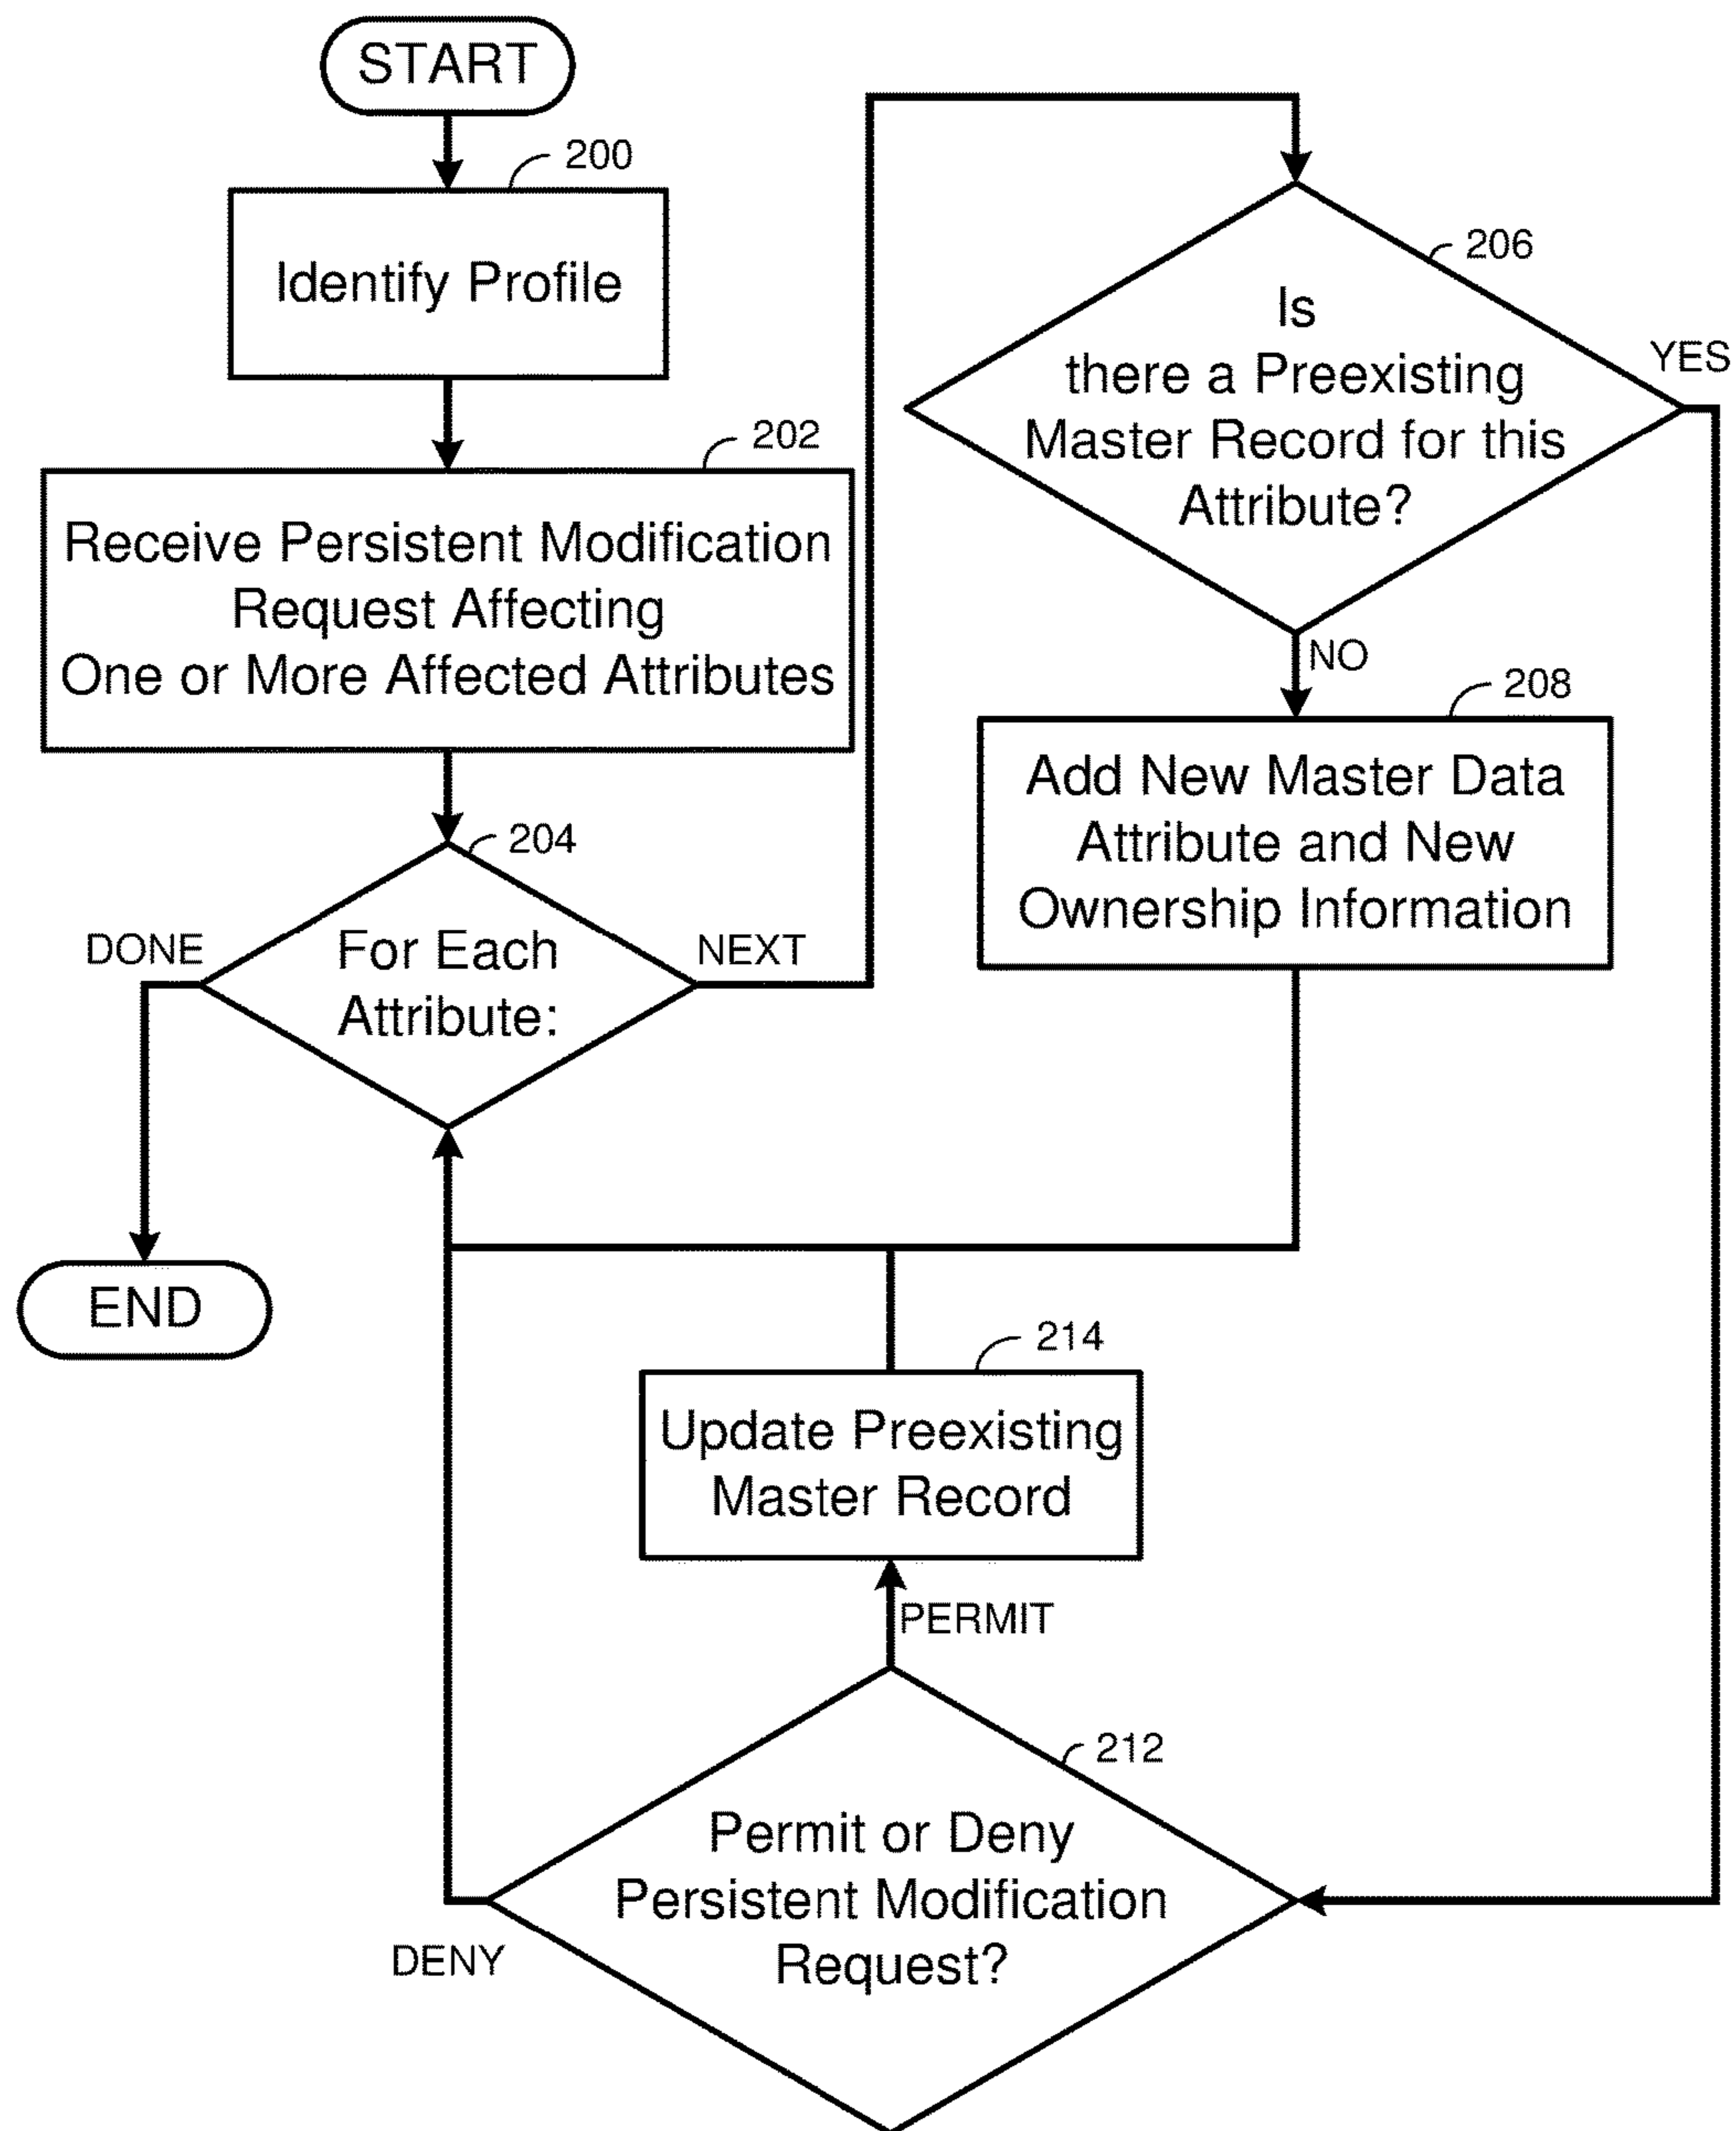 START
200
Identify Profile
202
Receive Persistent Modification
Request Affecting
One or More Affected Attributes
204
For Each
Attribute:
DONE
NEXT
END
206
Is
there a Preexisting
Master Record for this
Attribute?
YES
NO
208
Add New Master Data
Attribute and New
Ownership Information
214
Update Preexisting
Master Record
PERMIT
212
Permit or Deny
Persistent Modification
Request?
DENY